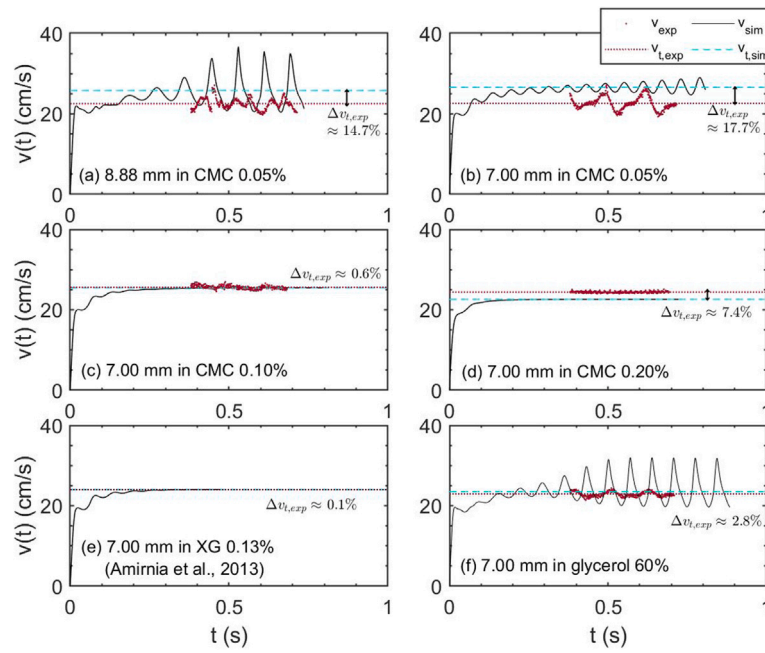 v_exp v_sim
v_t,exp v_t,sim
40
20
0
v(t) (cm/s)
0 0.5 1
Δv_t,exp
≈ 14.7%
(a) 8.88 mm in CMC 0.05%
40
20
0
0 0.5 1
Δv_t,exp
≈ 17.7%
(b) 7.00 mm in CMC 0.05%
40
20
0
v(t) (cm/s)
0 0.5 1
Δv_t,exp ≈ 0.6%
(c) 7.00 mm in CMC 0.10%
40
20
0
0 0.5 1
Δv_t,exp ≈ 7.4%
(d) 7.00 mm in CMC 0.20%
40
20
0
v(t) (cm/s)
Δv_t,exp ≈ 0.1%
(e) 7.00 mm in XG 0.13%
(Amirnia et al., 2013)
0 0.5 1
t (s)
40
20
0
Δv_t,exp ≈ 2.8%
(f) 7.00 mm in glycerol 60%
0 0.5 1
t (s)